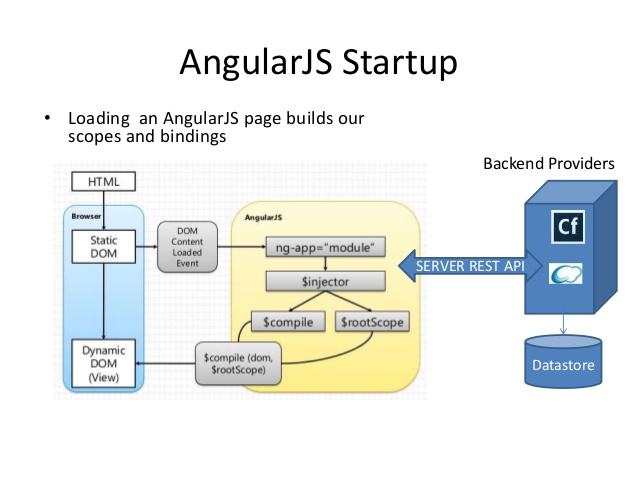 AngularJS Startup
• Loading an AngularJS page builds our
scopes and bindings
Backend Providers
HTML
Browser
AngularJS
Static
DOM
DOM
Content
Loaded
Event
ng-app="module"
$injector
$compile
$rootScope
Dynamic
DOM
(View)
$compile (dom,
$rootScope)
SERVER REST API
Cf
Datastore